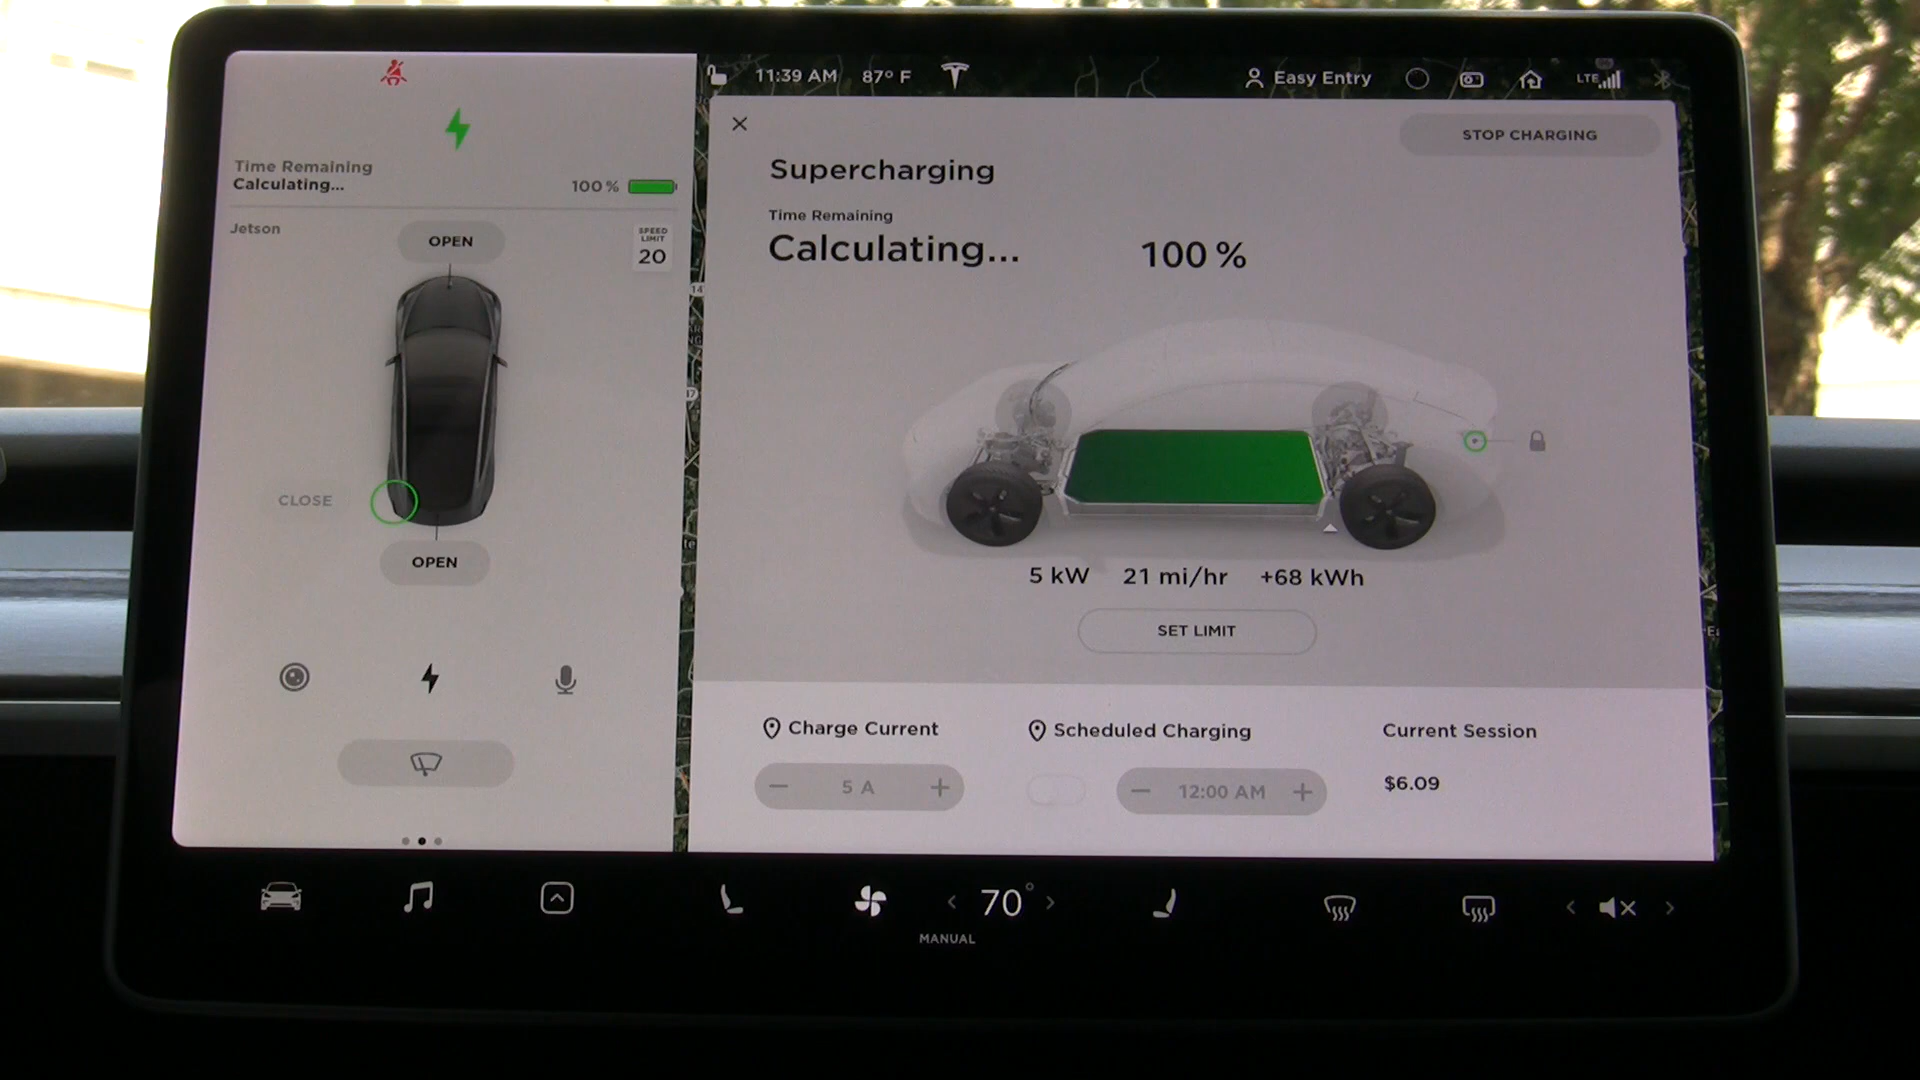 Time Remaining
Calculating...
100 %
Jetson
OPEN
SPEED
LIMIT
20
CLOSE
OPEN
11:39 AM 87° F
Easy Entry
LTE
STOP CHARGING
Supercharging
Time Remaining
Calculating...
100 %
5 kW 21 mi/hr +68 kWh
SET LIMIT
Charge Current
Scheduled Charging
Current Session
5 A
12:00 AM
$6.09
70°
MANUAL